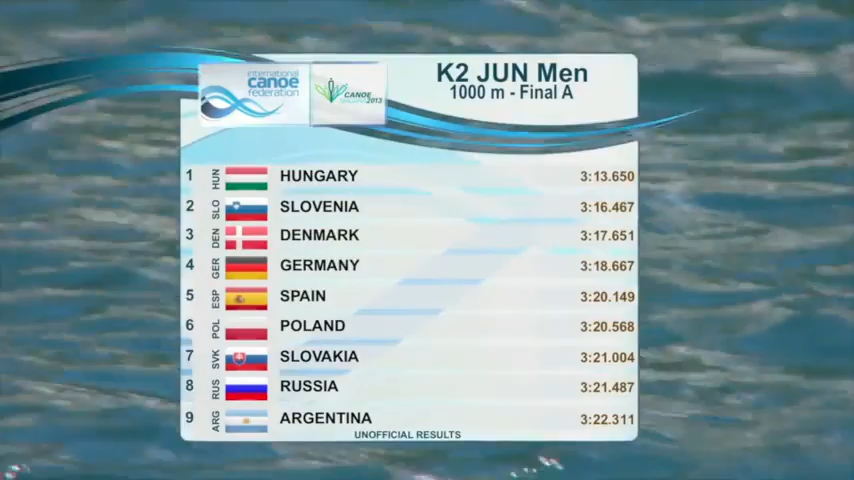 international
canoe
federation
CANOE
2013
K2 JUN Men
1000 m - Final A
1 HUN HUNGARY 3:13.650
2 SLO SLOVENIA 3:16.467
3 DEN DENMARK 3:17.651
4 GER GERMANY 3:18.667
5 ESP SPAIN 3:20.149
6 POL POLAND 3:20.568
7 SVK SLOVAKIA 3:21.004
8 RUS RUSSIA 3:21.487
9 ARG ARGENTINA 3:22.311
UNOFFICIAL RESULTS